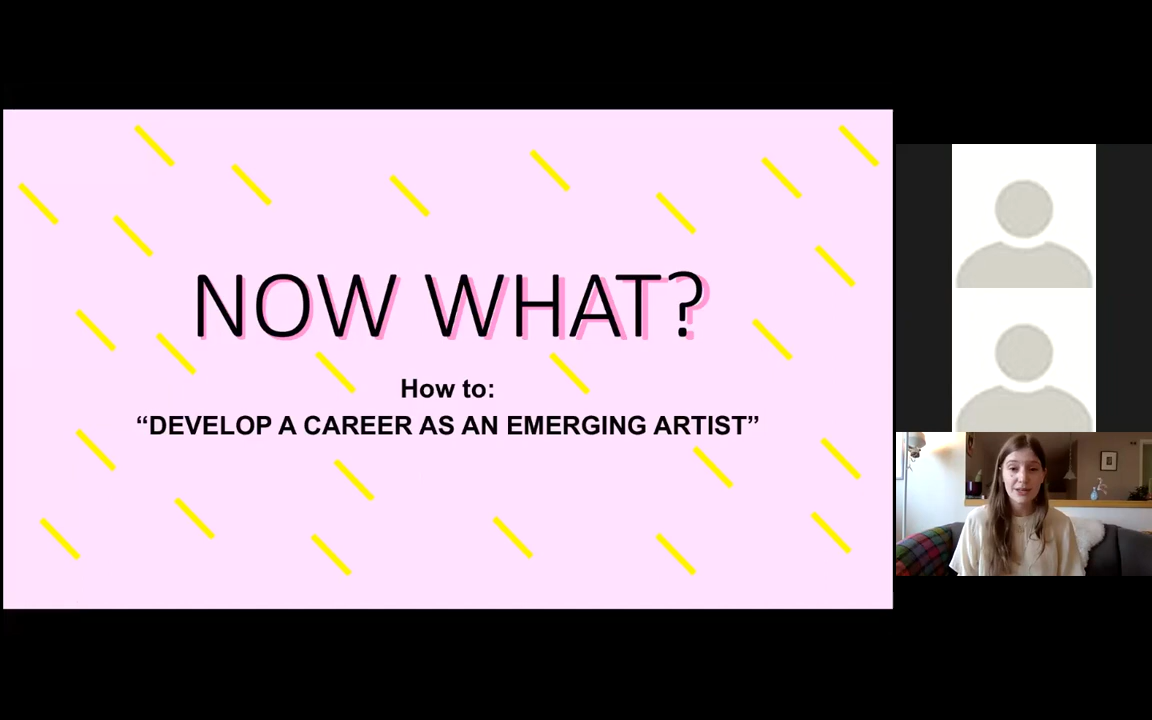 NOW WHAT?
How to:
“DEVELOP A CAREER AS AN EMERGING ARTIST”